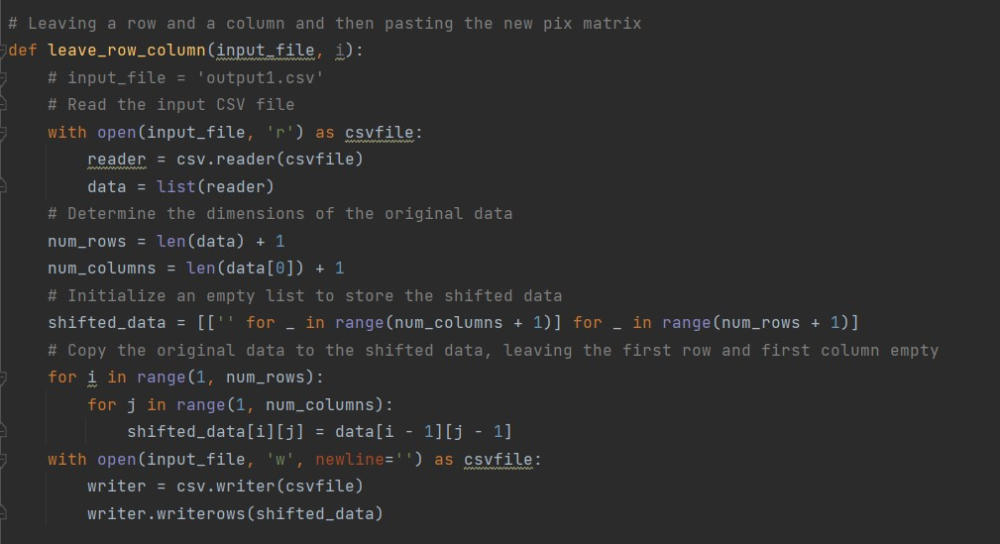 # Leaving a row and a column and then pasting the new pix matrix
def leave_row_column(input_file, i):
    # input_file = 'output1.csv'
    # Read the input CSV file
    with open(input_file, 'r') as csvfile:
        reader = csv.reader(csvfile)
        data = list(reader)
    # Determine the dimensions of the original data
    num_rows = len(data) + 1
    num_columns = len(data[0]) + 1
    # Initialize an empty list to store the shifted data
    shifted_data = [['' for _ in range(num_columns + 1)] for _ in range(num_rows + 1)]
    # Copy the original data to the shifted data, leaving the first row and first column empty
    for i in range(1, num_rows):
        for j in range(1, num_columns):
            shifted_data[i][j] = data[i - 1][j - 1]
    with open(input_file, 'w', newline='') as csvfile:
        writer = csv.writer(csvfile)
        writer.writerows(shifted_data)